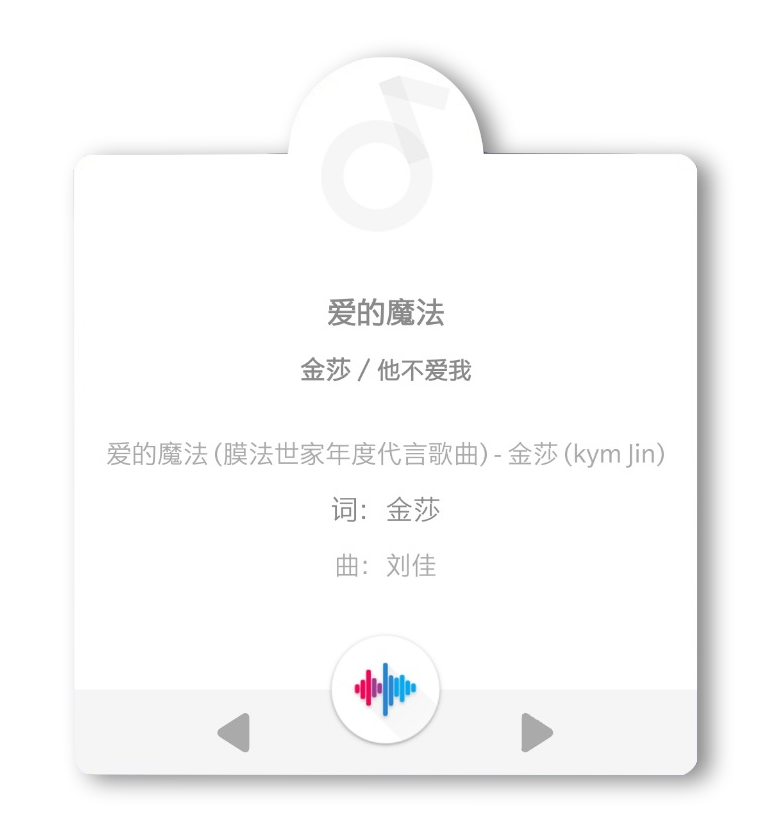 爱的魔法
金莎 / 他不爱我
爱的魔法 (膜法世家年度代言歌曲) - 金莎 (kym Jin)
词： 金莎
曲： 刘佳